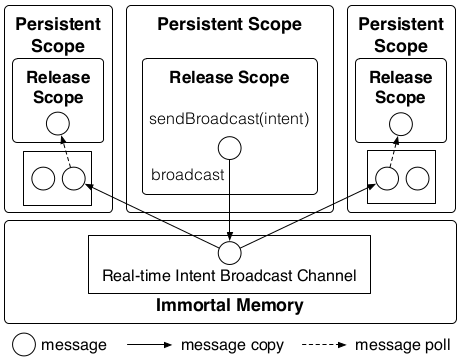 Persistent
Scope
Release
Scope
Persistent Scope
Release Scope
sendBroadcast(intent)
broadcast
Persistent
Scope
Release
Scope
Real-time Intent Broadcast Channel
Immortal Memory
message
message copy
message poll